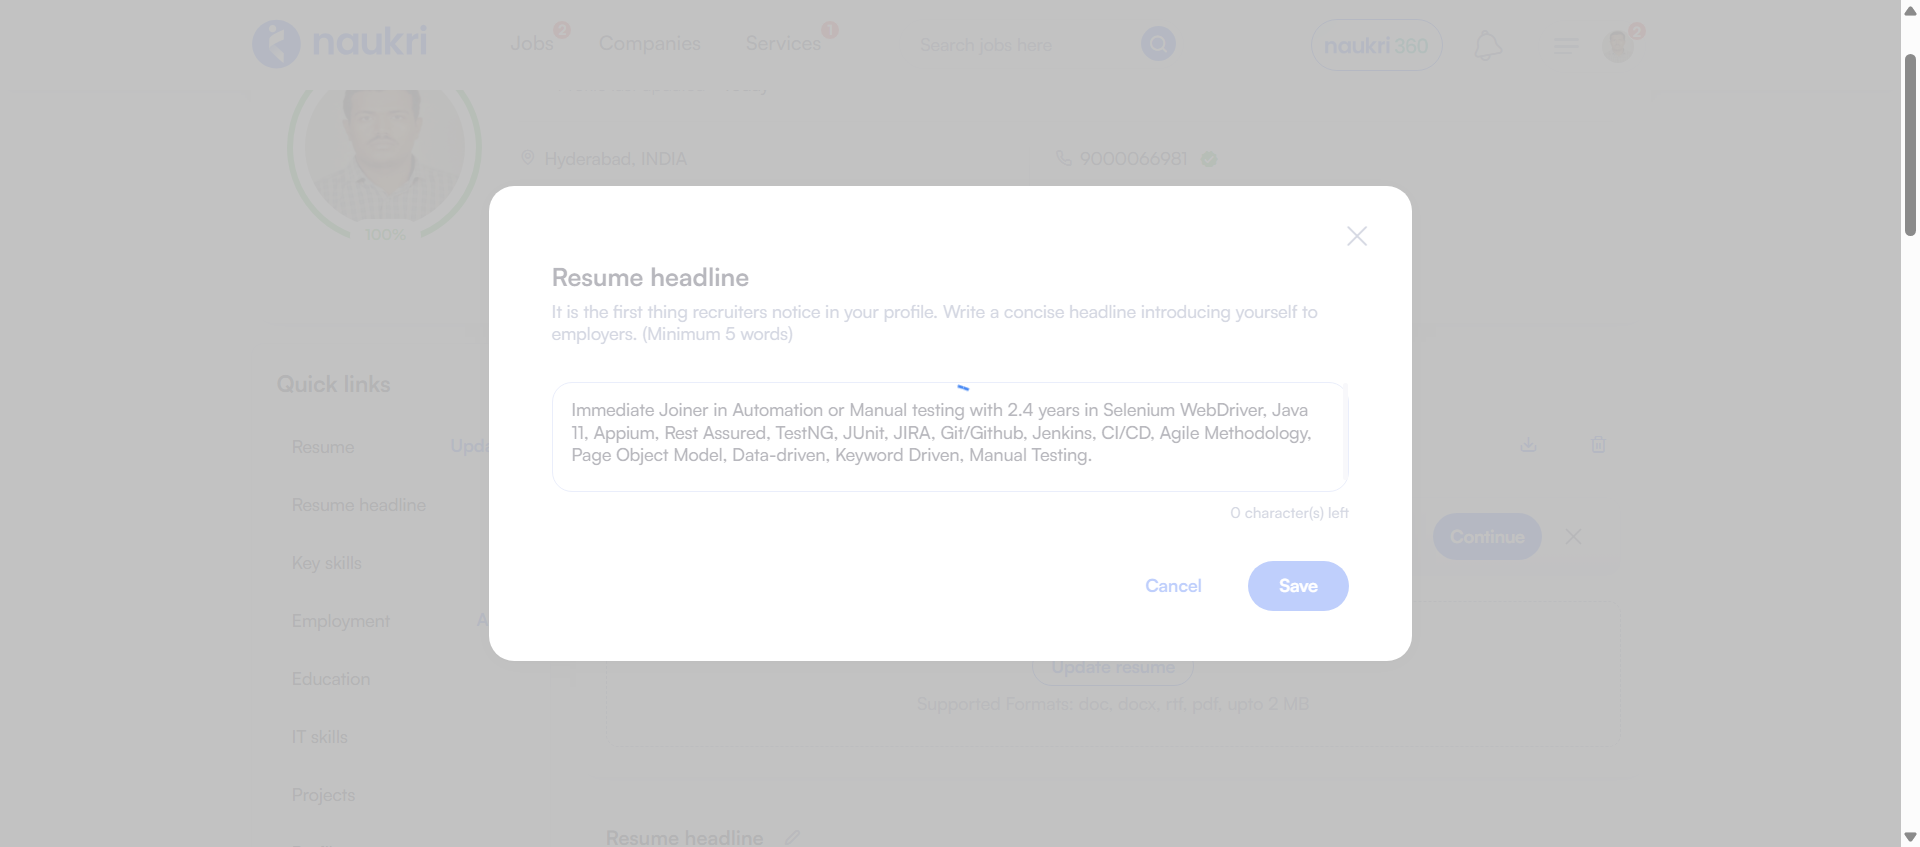 naukri
Jobs 2
Companies
Services 1
Search jobs here
naukri 360
2
100%
Hyderabad, INDIA
9000066981
Resume headline
It is the first thing recruiters notice in your profile. Write a concise headline introducing yourself to
employers. (Minimum 5 words)
Immediate Joiner in Automation or Manual testing with 2.4 years in Selenium WebDriver, Java
11, Appium, Rest Assured, TestNG, JUnit, JIRA, Git/Github, Jenkins, CI/CD, Agile Methodology,
Page Object Model, Data-driven, Keyword Driven, Manual Testing.
0 character(s) left
Cancel
Save
Quick links
Resume
Resume headline
Key skills
Employment
Education
IT skills
Projects
Continue
Update resume
Supported Formats: doc, docx, rtf, pdf, upto 2 MB
Resume headline